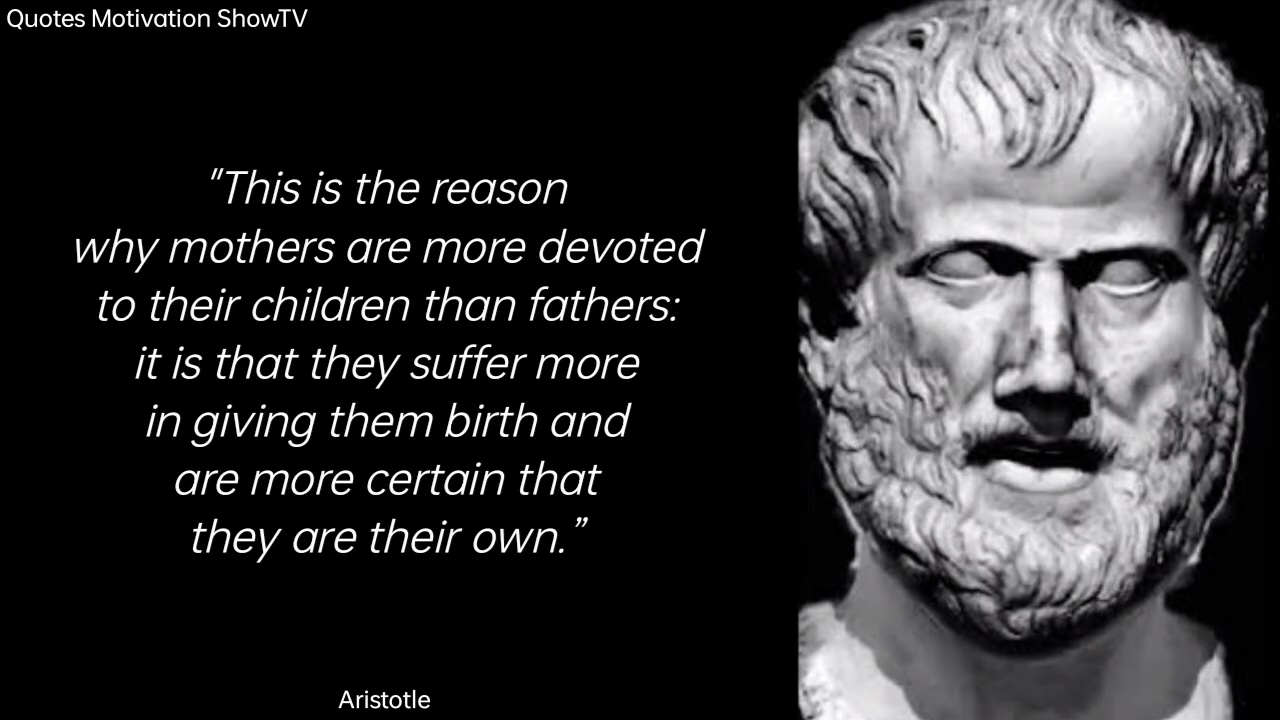 Quotes Motivation ShowTV
"This is the reason
why mothers are more devoted
to their children than fathers:
it is that they suffer more
in giving them birth and
are more certain that
they are their own.”
Aristotle